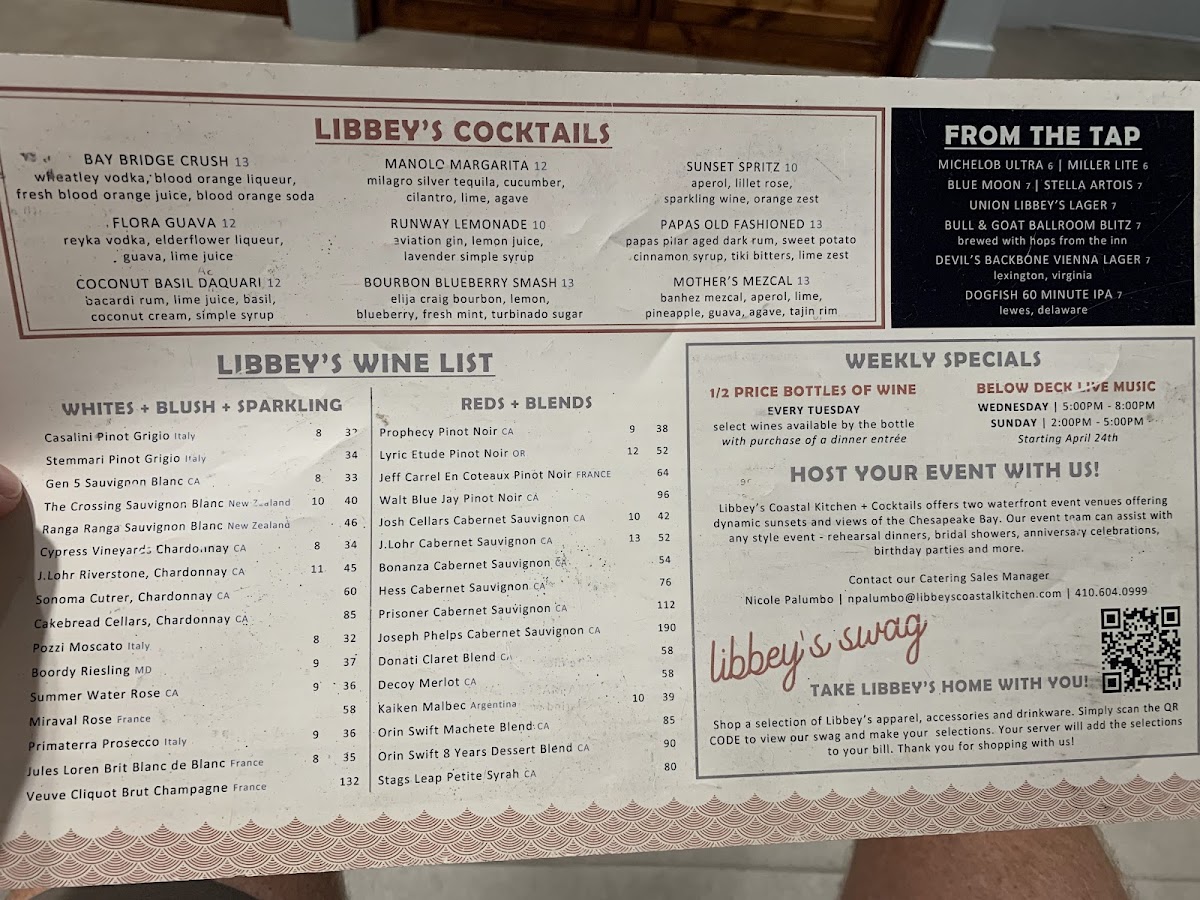 LIBBEY'S COCKTAILS
BAY BRIDGE CRUSH 13
wheatley vodka, blood orange liqueur,
fresh blood orange juice, blood orange soda
FLORA GUAVA 12
reyka vodka, elderflower liqueur,
guava, lime juice
COCONUT BASIL DAQUARI 12
bacardi rum, lime juice, basil,
coconut cream, simple syrup
MANOLO MARGARITA 12
milagro silver tequila, cucumber,
cilantro, lime, agave
RUNWAY LEMONADE 10
aviation gin, lemon juice,
lavender simple syrup
BOURBON BLUEBERRY SMASH 13
elija craig bourbon, lemon,
blueberry, fresh mint, turbinado sugar
SUNSET SPRITZ 10
aperol, lillet rose,
sparkling wine, orange zest
PAPAS OLD FASHIONED 13
papas pilar aged dark rum, sweet potato
cinnamon syrup, tiki bitters, lime zest
MOTHER'S MEZCAL 13
banhez mezcal, aperol, lime,
pineapple, guava, agave, tajin rim
FROM THE TAP
MICHELOB ULTRA 6 | MILLER LITE 6
BLUE MOON 7 | STELLA ARTOIS 7
UNION LIBBEY'S LAGER 7
BULL & GOAT BALLROOM BLITZ 7
brewed with hops from the inn
DEVIL'S BACKBONE VIENNA LAGER 7
lexington, virginia
DOGFISH 60 MINUTE IPA 7
lewes, delaware
LIBBEY'S WINE LIST
WHITES + BLUSH + SPARKLING
Casalini Pinot Grigio Italy 8
Stemmari Pinot Grigio Italy 34
Gen 5 Sauvignon Blanc CA 8 33
The Crossing Sauvignon Blanc New Zealand 10 40
Ranga Ranga Sauvignon Blanc New Zealand 46
Cypress Vineyards Chardonnay CA 8 34
J.Lohr Riverstone, Chardonnay CA 11 45
Sonoma Cutrer, Chardonnay CA 60
Cakebread Cellars, Chardonnay CA 85
Pozzi Moscato Italy 8 32
Boordy Riesling MD 9 37
Summer Water Rose CA 9 36
Miraval Rose France 58
Primaterra Prosecco Italy 9 36
Jules Loren Brit Blanc de Blanc France 8 35
Veuve Cliquot Brut Champagne France 132
REDS + BLENDS
Prophecy Pinot Noir CA 9 38
Lyric Etude Pinot Noir OR 12 52
Jeff Carrel En Coteaux Pinot Noir FRANCE 64
Walt Blue Jay Pinot Noir CA 96
Josh Cellars Cabernet Sauvignon CA 10 42
J.Lohr Cabernet Sauvignon CA 13 52
Bonanza Cabernet Sauvignon CA 54
Hess Cabernet Sauvignon CA 76
Prisoner Cabernet Sauvignon CA 112
Joseph Phelps Cabernet Sauvignon CA 190
Donati Claret Blend CA 58
Decoy Merlot CA 58
Kaiken Malbec Argentina 10 39
Orin Swift Machete Blend CA 85
Orin Swift 8 Years Dessert Blend CA 90
Stags Leap Petite Syrah CA 80
WEEKLY SPECIALS
1/2 PRICE BOTTLES OF WINE
EVERY TUESDAY
select wines available by the bottle
with purchase of a dinner entrée
BELOW DECK LIVE MUSIC
WEDNESDAY | 5:00PM - 8:00PM
SUNDAY | 2:00PM - 5:00PM
Starting April 24th
HOST YOUR EVENT WITH US!
Libbey's Coastal Kitchen + Cocktails offers two waterfront event venues offering
dynamic sunsets and views of the Chesapeake Bay. Our event team can assist with
any style event - rehearsal dinners, bridal showers, anniversary celebrations,
birthday parties and more.
Contact our Catering Sales Manager
Nicole Palumbo | npalumbo@libbeyscoastalkitchen.com | 410.604.0999
libbey's swag
TAKE LIBBEY'S HOME WITH YOU!
Shop a selection of Libbey's apparel, accessories and drinkware. Simply scan the QR
CODE to view our swag and make your selections. Your server will add the selections
to your bill. Thank you for shopping with us!